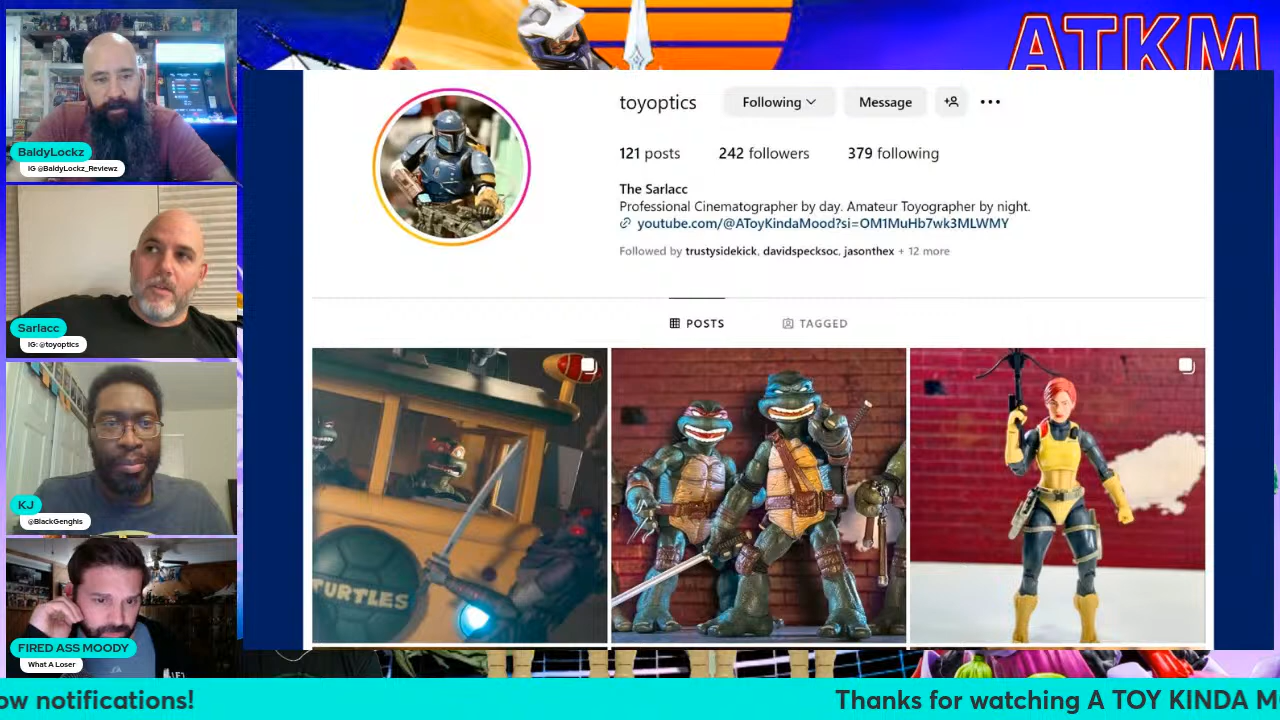 ATKM
BaldyLockz
IG @BaldyLockz_Reviewz
Sarlacc
IG: @toyoptics
KJ
@BlackGenghis
FIRED ASS MOODY
What A Loser
toyoptics
Following
Message
121 posts
242 followers
379 following
The Sarlacc
Professional Cinematographer by day. Amateur Toyographer by night.
youtube.com/@AToyKindaMood?si=OM1MuHb7wk3MLWMY
Followed by trustysidekick, davidspecksoc, jasonthex + 12 more
POSTS
TAGGED
TURTLES
ow notifications!
Thanks for watching A TOY KINDA M